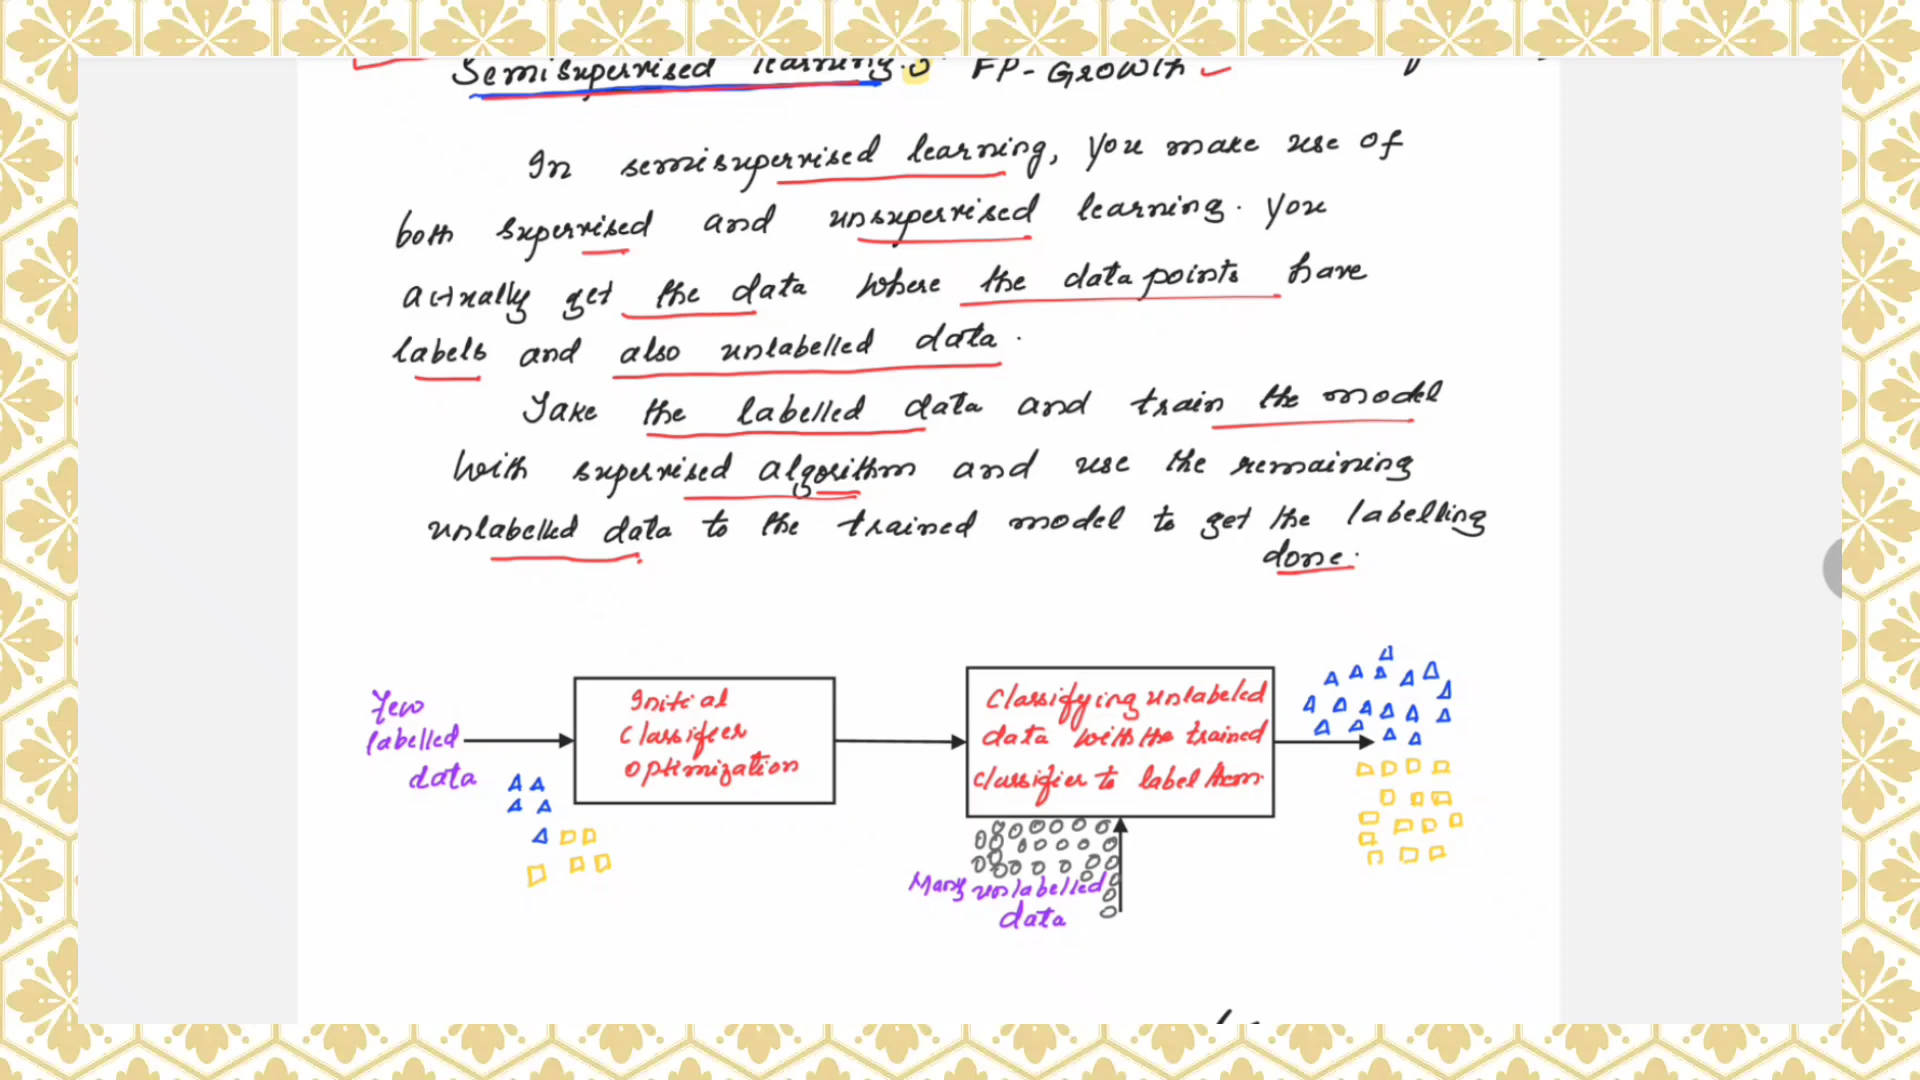 Semisupervised learning:
FP-Growth
In semisupervised learning, you make use of
both supervised and unsupervised learning. You
actually get the data where the datapoints have
labels and also unlabelled data.
Take the labelled data and train the model
with supervised algorithm and use the remaining
unlabelled data to the trained model to get the labelling
done.
Few
labelled
data
Initial
Classifier
optimization
Classifying unlabeled
data with the trained
classifier to label them.
Many unlabelled
data